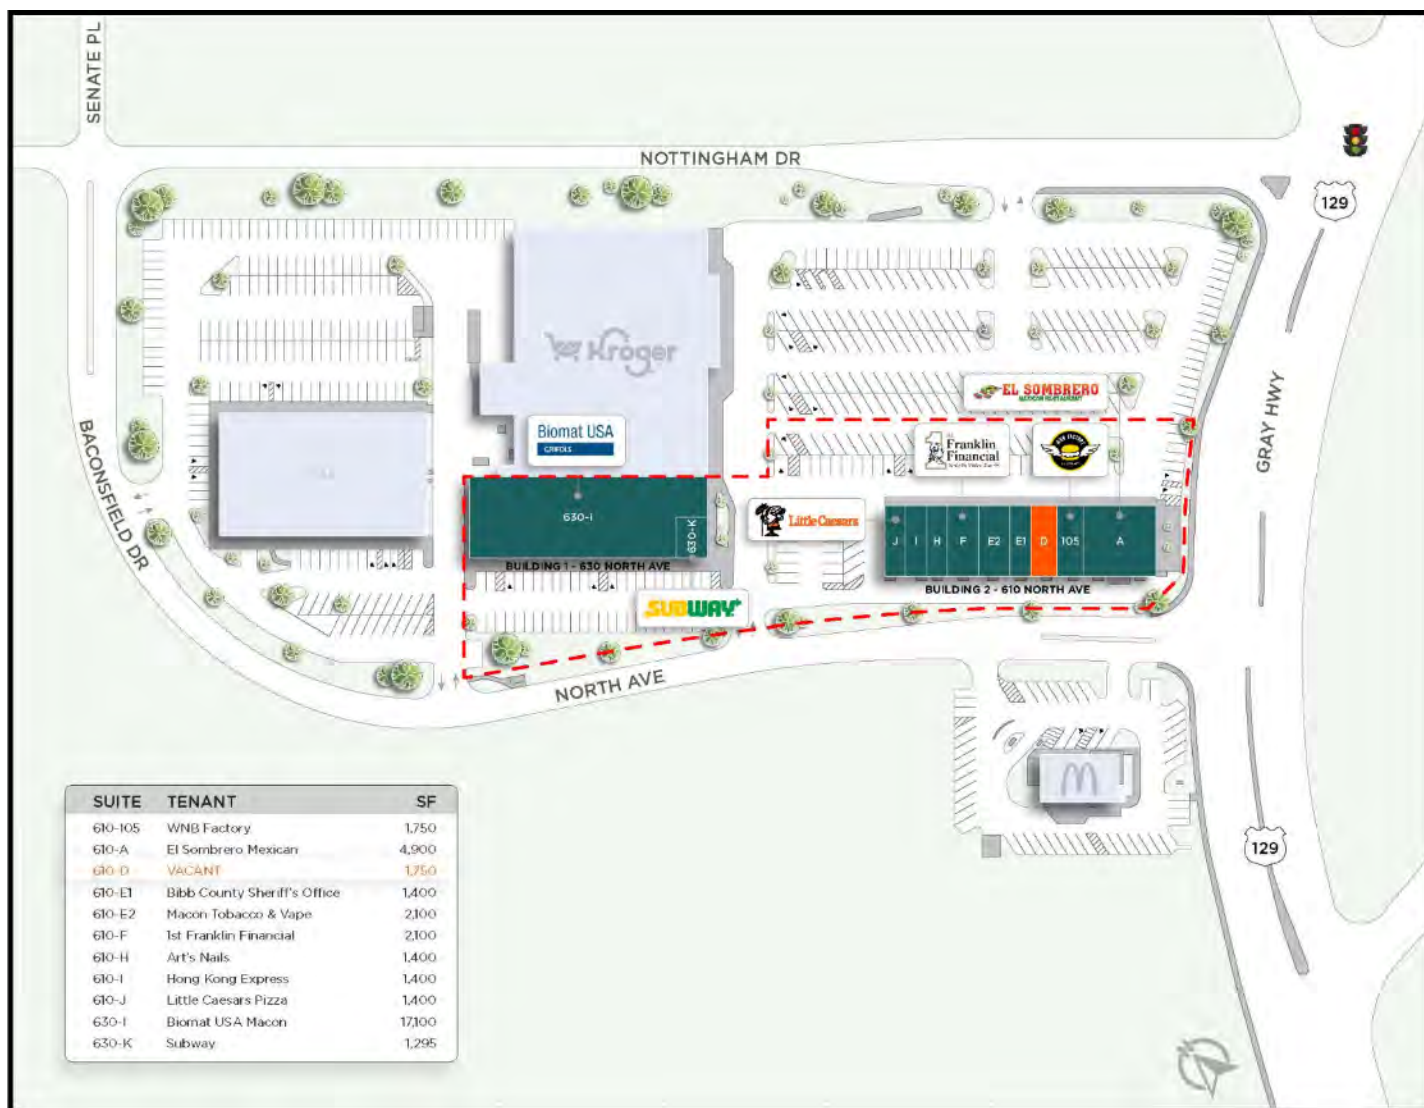 SENATE PL
NOTTINGHAM DR
129
Kroger
EL SOMBRERO
MEXICAN RESTAURANT
Biomat USA
GRIFOLS
1
Franklin
Financial
GRAY HWY
BACONSFIELD DR
Little Caesars
630-I
630-K
J I H F E2 E1 D 105 A
BUILDING 1 - 630 NORTH AVE
BUILDING 2 - 610 NORTH AVE
SUBWAY
NORTH AVE
129
SUITE TENANT SF
610-105 WNB Factory 1,750
610-A El Sombrero Mexican 4,900
610-D VACANT 1,750
610-E1 Bibb County Sheriff's Office 1,400
610-E2 Macon Tobacco & Vape 2,100
610-F 1st Franklin Financial 2,100
610-H Art's Nails 1,400
610-I Hong Kong Express 1,400
610-J Little Caesars Pizza 1,400
630-I Biomat USA Macon 17,100
630-K Subway 1,295